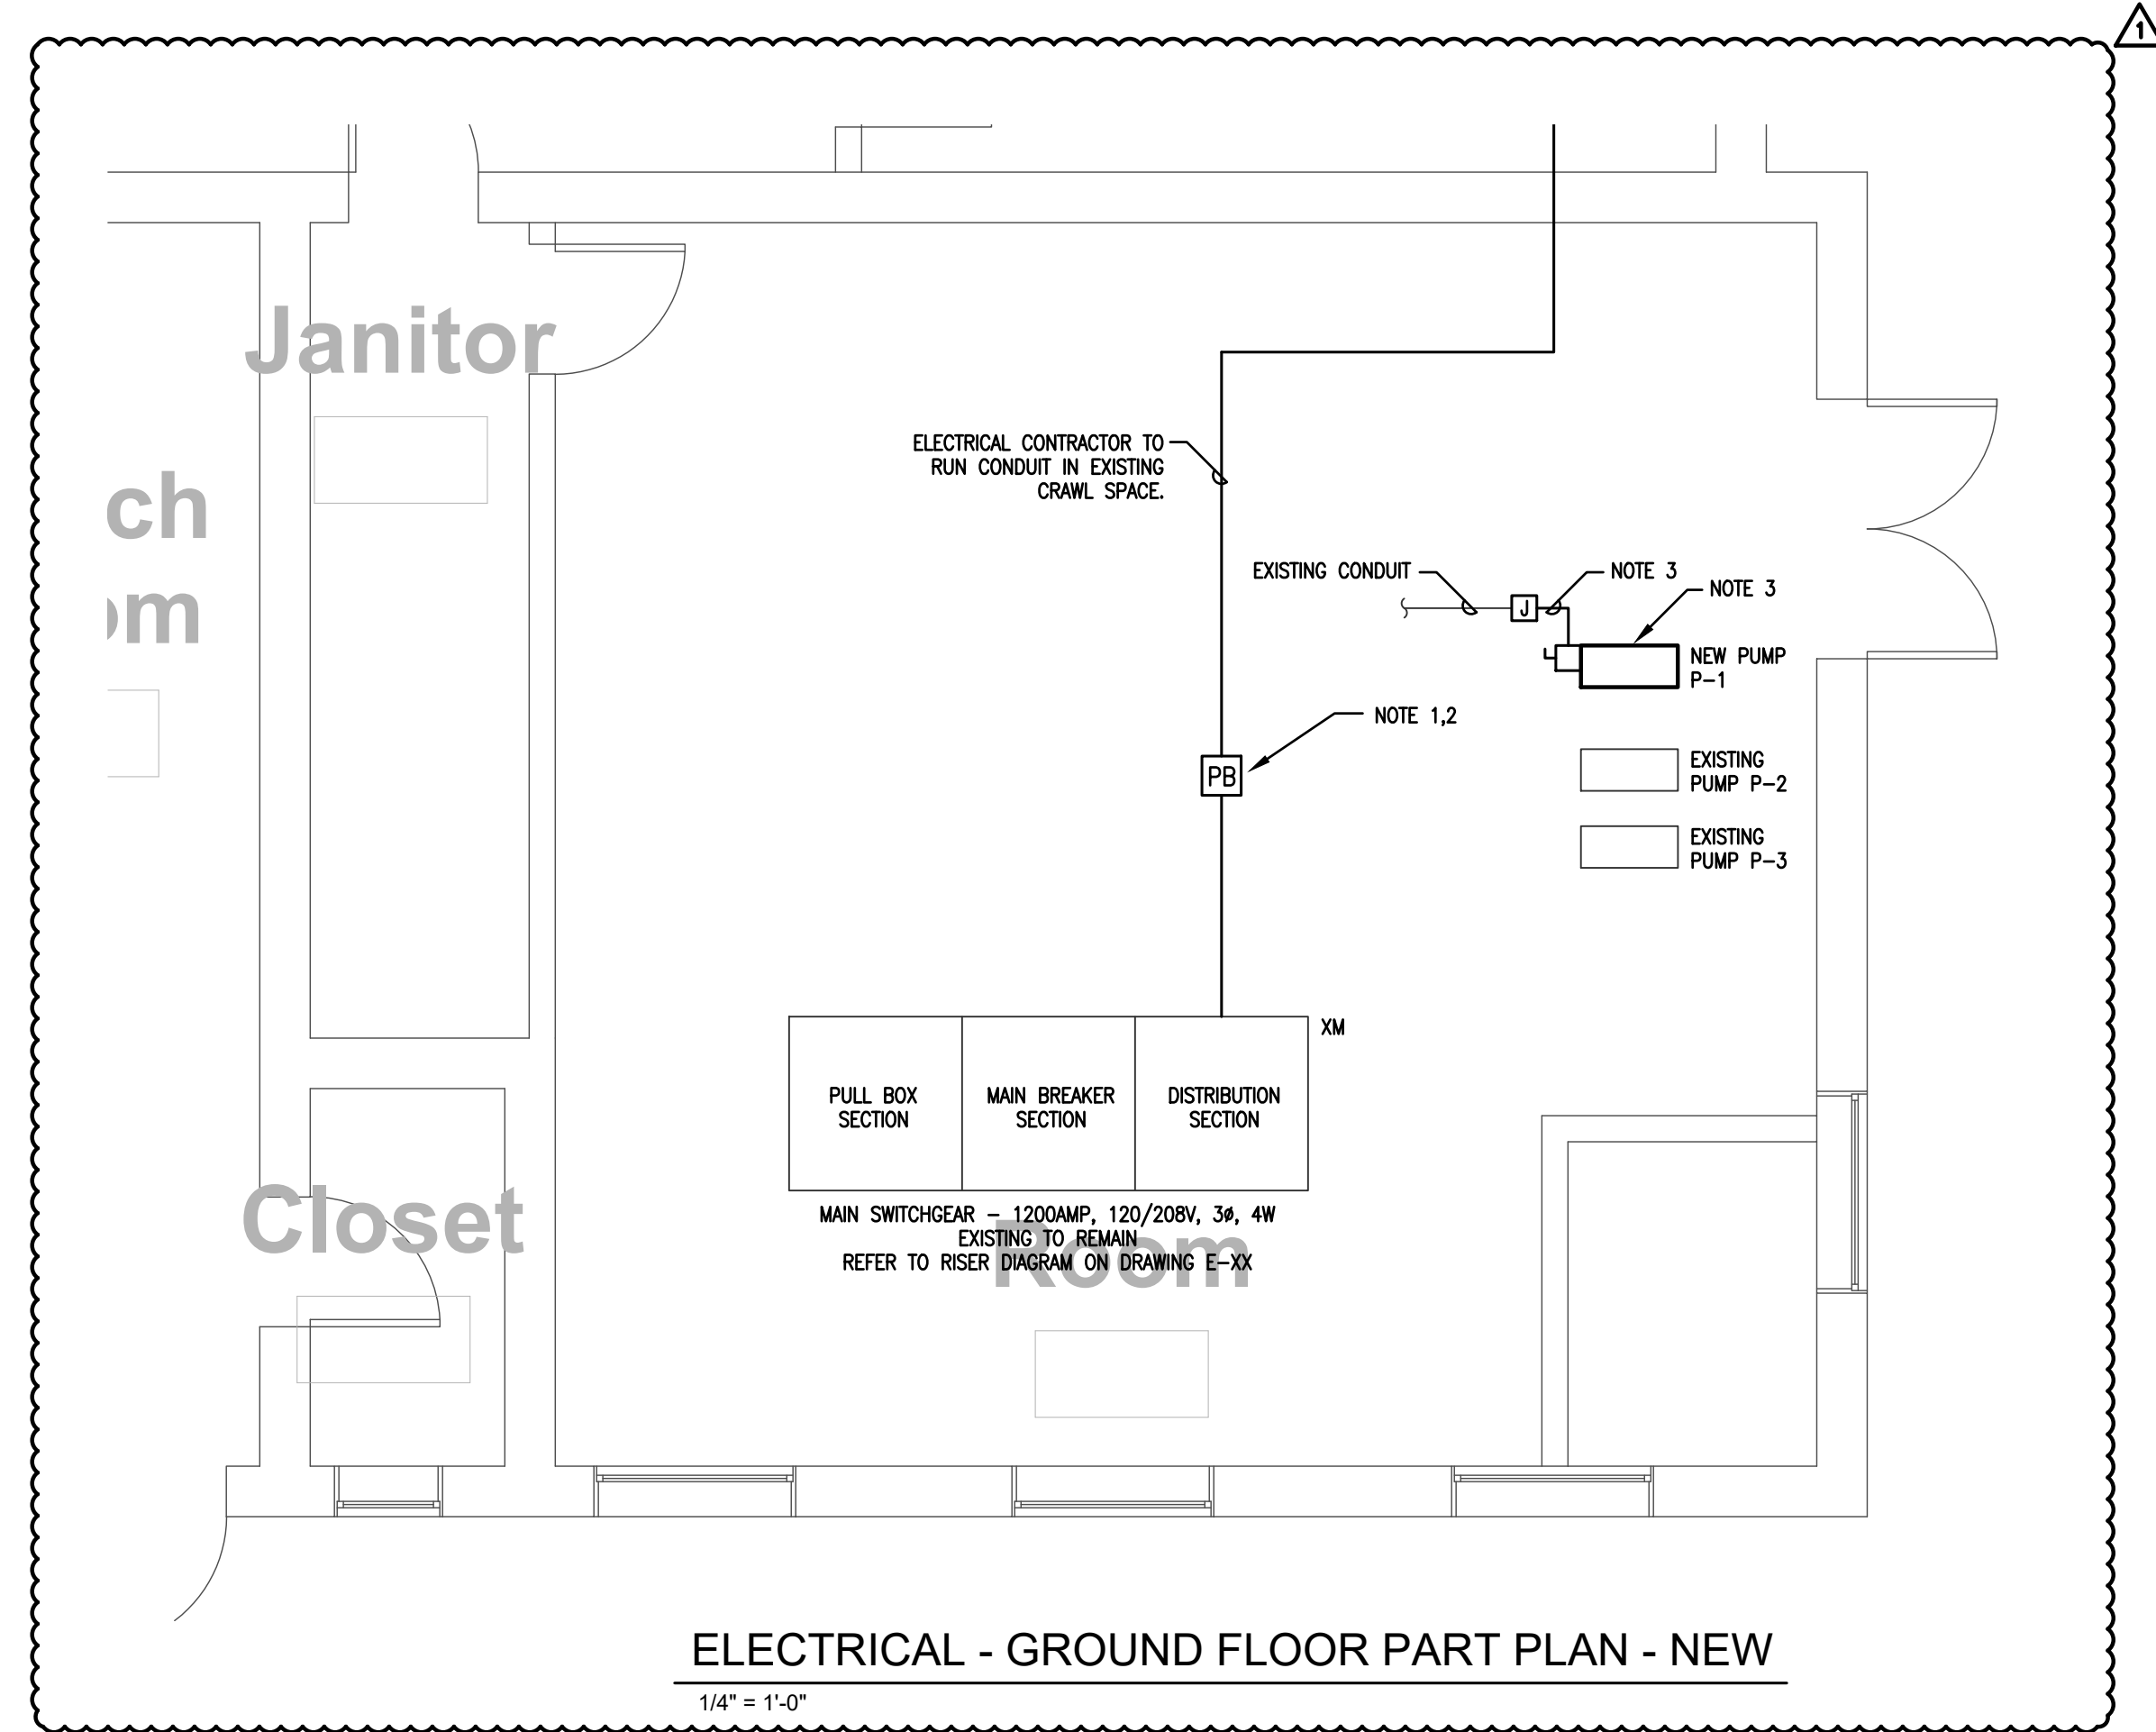 1
Janitor
ELECTRICAL CONTRACTOR TO
RUN CONDUIT IN EXISTING
CRAWL SPACE.
ch
om
EXISTING CONDUIT
NOTE 3
NOTE 3
J
NEW PUMP
P-1
NOTE 1,2
PB
EXISTING
PUMP P-2
EXISTING
PUMP P-3
XM
PULL BOX
SECTION
MAIN BREAKER
SECTION
DISTRIBUTION
SECTION
Closet
MAIN SWITCHGEAR - 1200AMP, 120/208V, 3ø, 4W
EXISTING TO REMAIN
REFER TO RISER DIAGRAM ON DRAWING E-XX
Room
ELECTRICAL - GROUND FLOOR PART PLAN - NEW
1/4" = 1'-0"